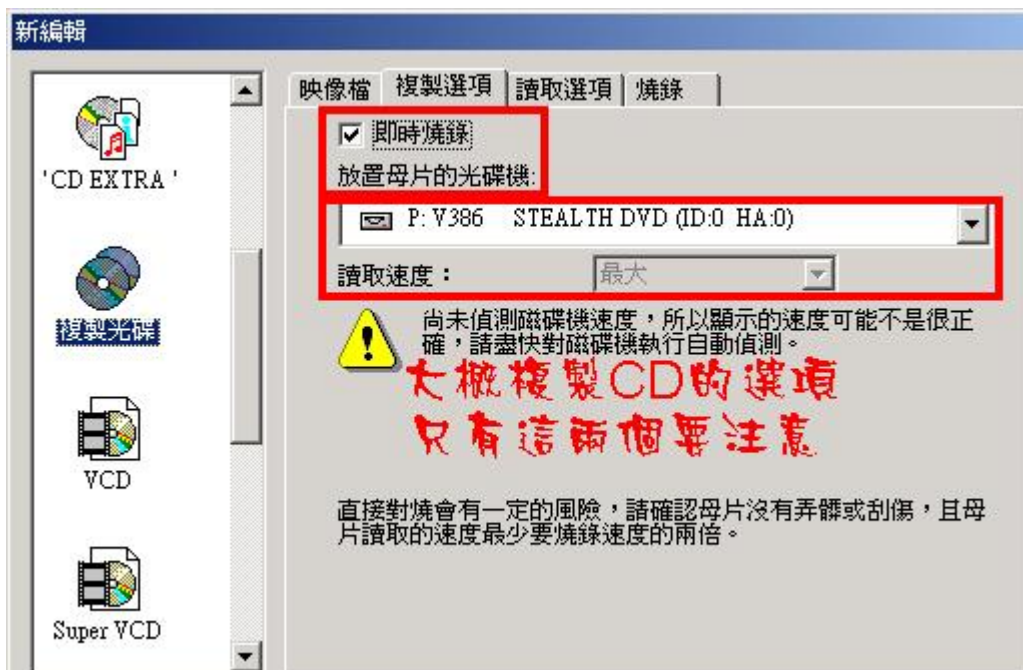 新編輯
'CD EXTRA '
複製光碟
VCD
Super VCD
映像檔 複製選項 讀取選項 燒錄
即時燒錄
放置母片的光碟機:
P: V386 STEALTH DVD (ID:0 HA:0)
讀取速度： 最大
尚未偵測磁碟機速度，所以顯示的速度可能不是很正
確，請盡快對磁碟機執行自動偵測。
大概複製CD的選項
只有這兩個要注意
直接對燒會有一定的風險，請確認母片沒有弄髒或刮傷，且母
片讀取的速度最少要燒錄速度的兩倍。